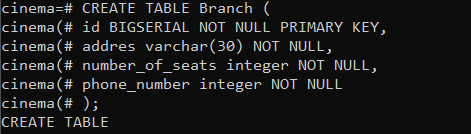 cinema=# CREATE TABLE Branch (
cinema(# id BIGSERIAL NOT NULL PRIMARY KEY,
cinema(# addres varchar(30) NOT NULL,
cinema(# number_of_seats integer NOT NULL,
cinema(# phone_number integer NOT NULL
cinema(# );
CREATE TABLE